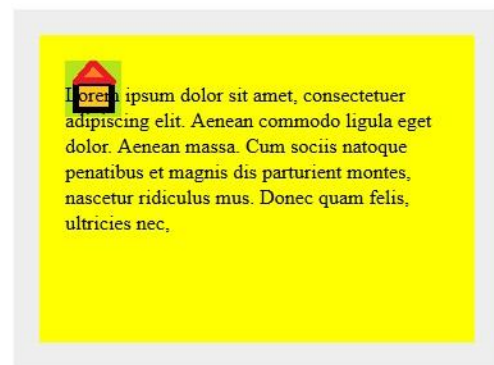 Lorem ipsum dolor sit amet, consectetuer
adipiscing elit. Aenean commodo ligula eget
dolor. Aenean massa. Cum sociis natoque
penatibus et magnis dis parturient montes,
nascetur ridiculus mus. Donec quam felis,
ultricies nec,